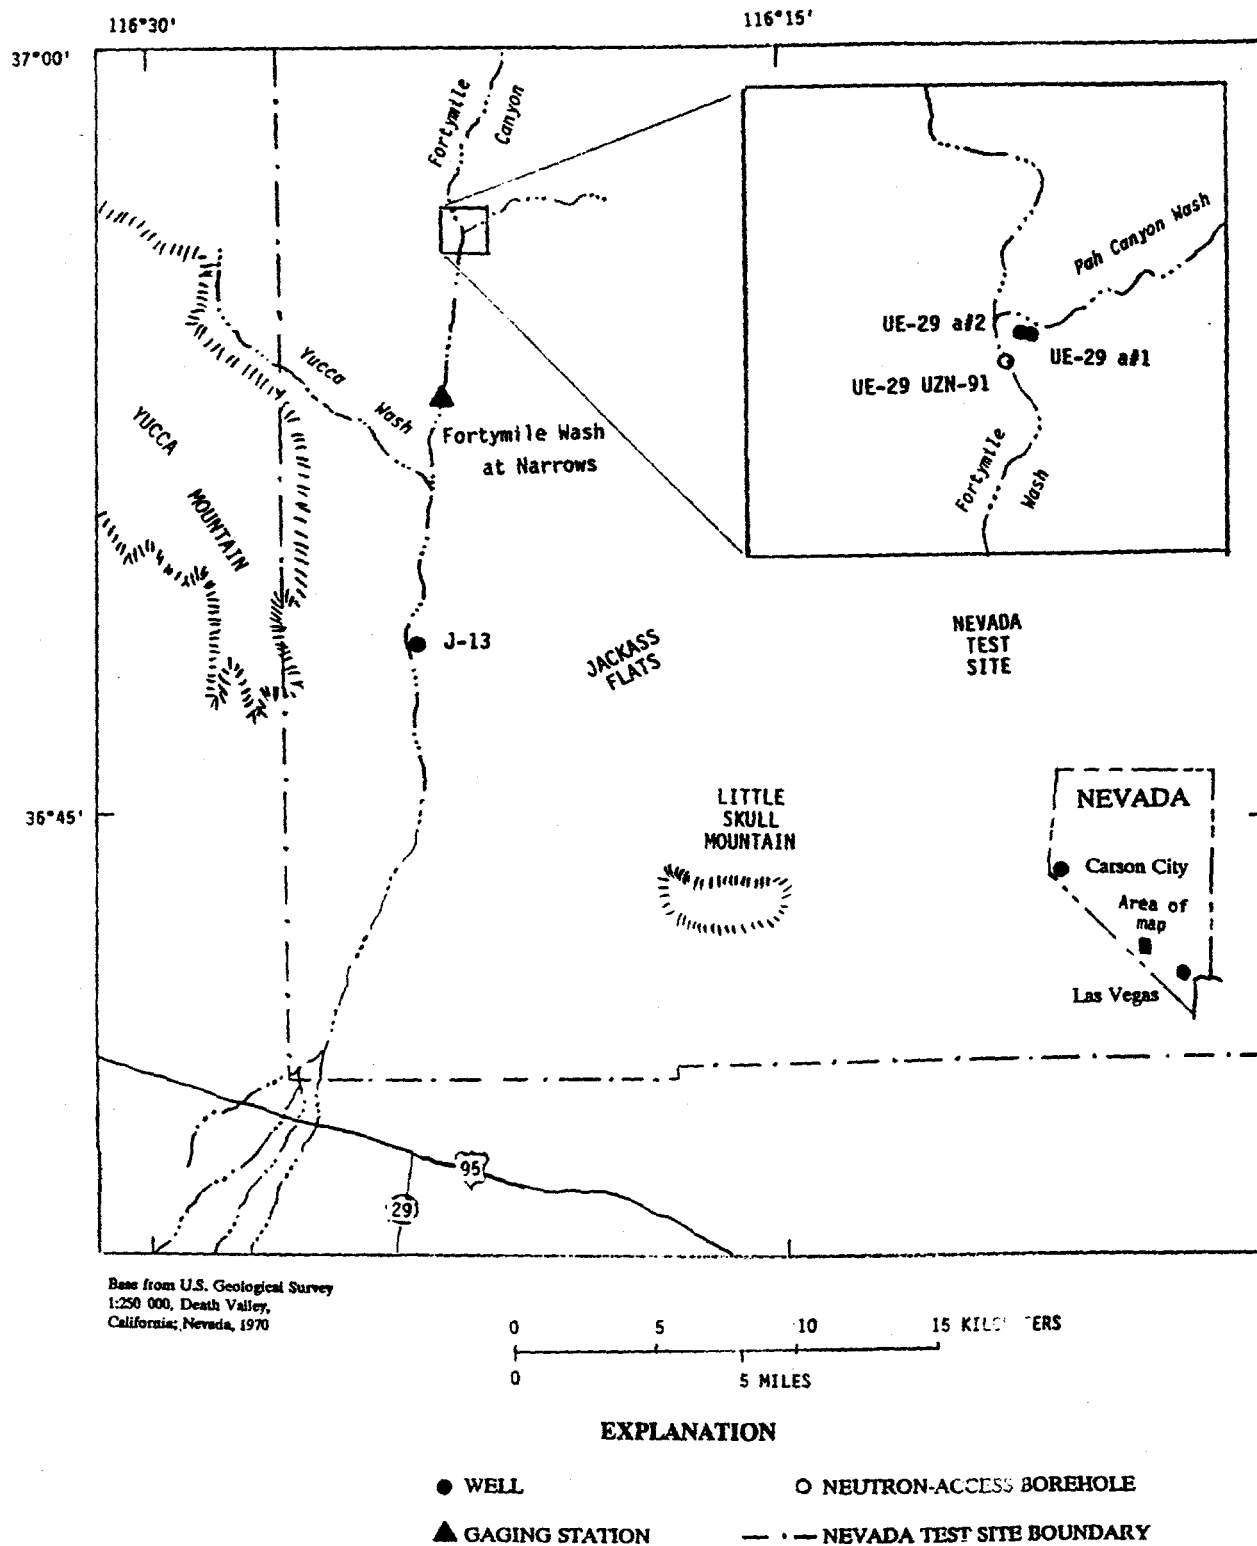 116°30'
116°15'
37°00'
Fortymile
Canyon
Pah Canyon Wash
UE-29 a#2
UE-29 a#1
UE-29 UZN-91
Fortymile
Wash
Yucca
Wash
Fortymile Wash
at Narrows
YUCCA
MOUNTAIN
J-13
JACKASS
FLATS
NEVADA
TEST
SITE
36°45'
LITTLE
SKULL
MOUNTAIN
NEVADA
Carson City
Area of
map
Las Vegas
95
29
Base from U.S. Geological Survey
1:250 000, Death Valley,
California; Nevada, 1970
0 5 10 15
0 5 MILES
EXPLANATION
WELL
NEUTRON-ACCESS BOREHOLE
GAGING STATION
NEVADA TEST SITE BOUNDARY